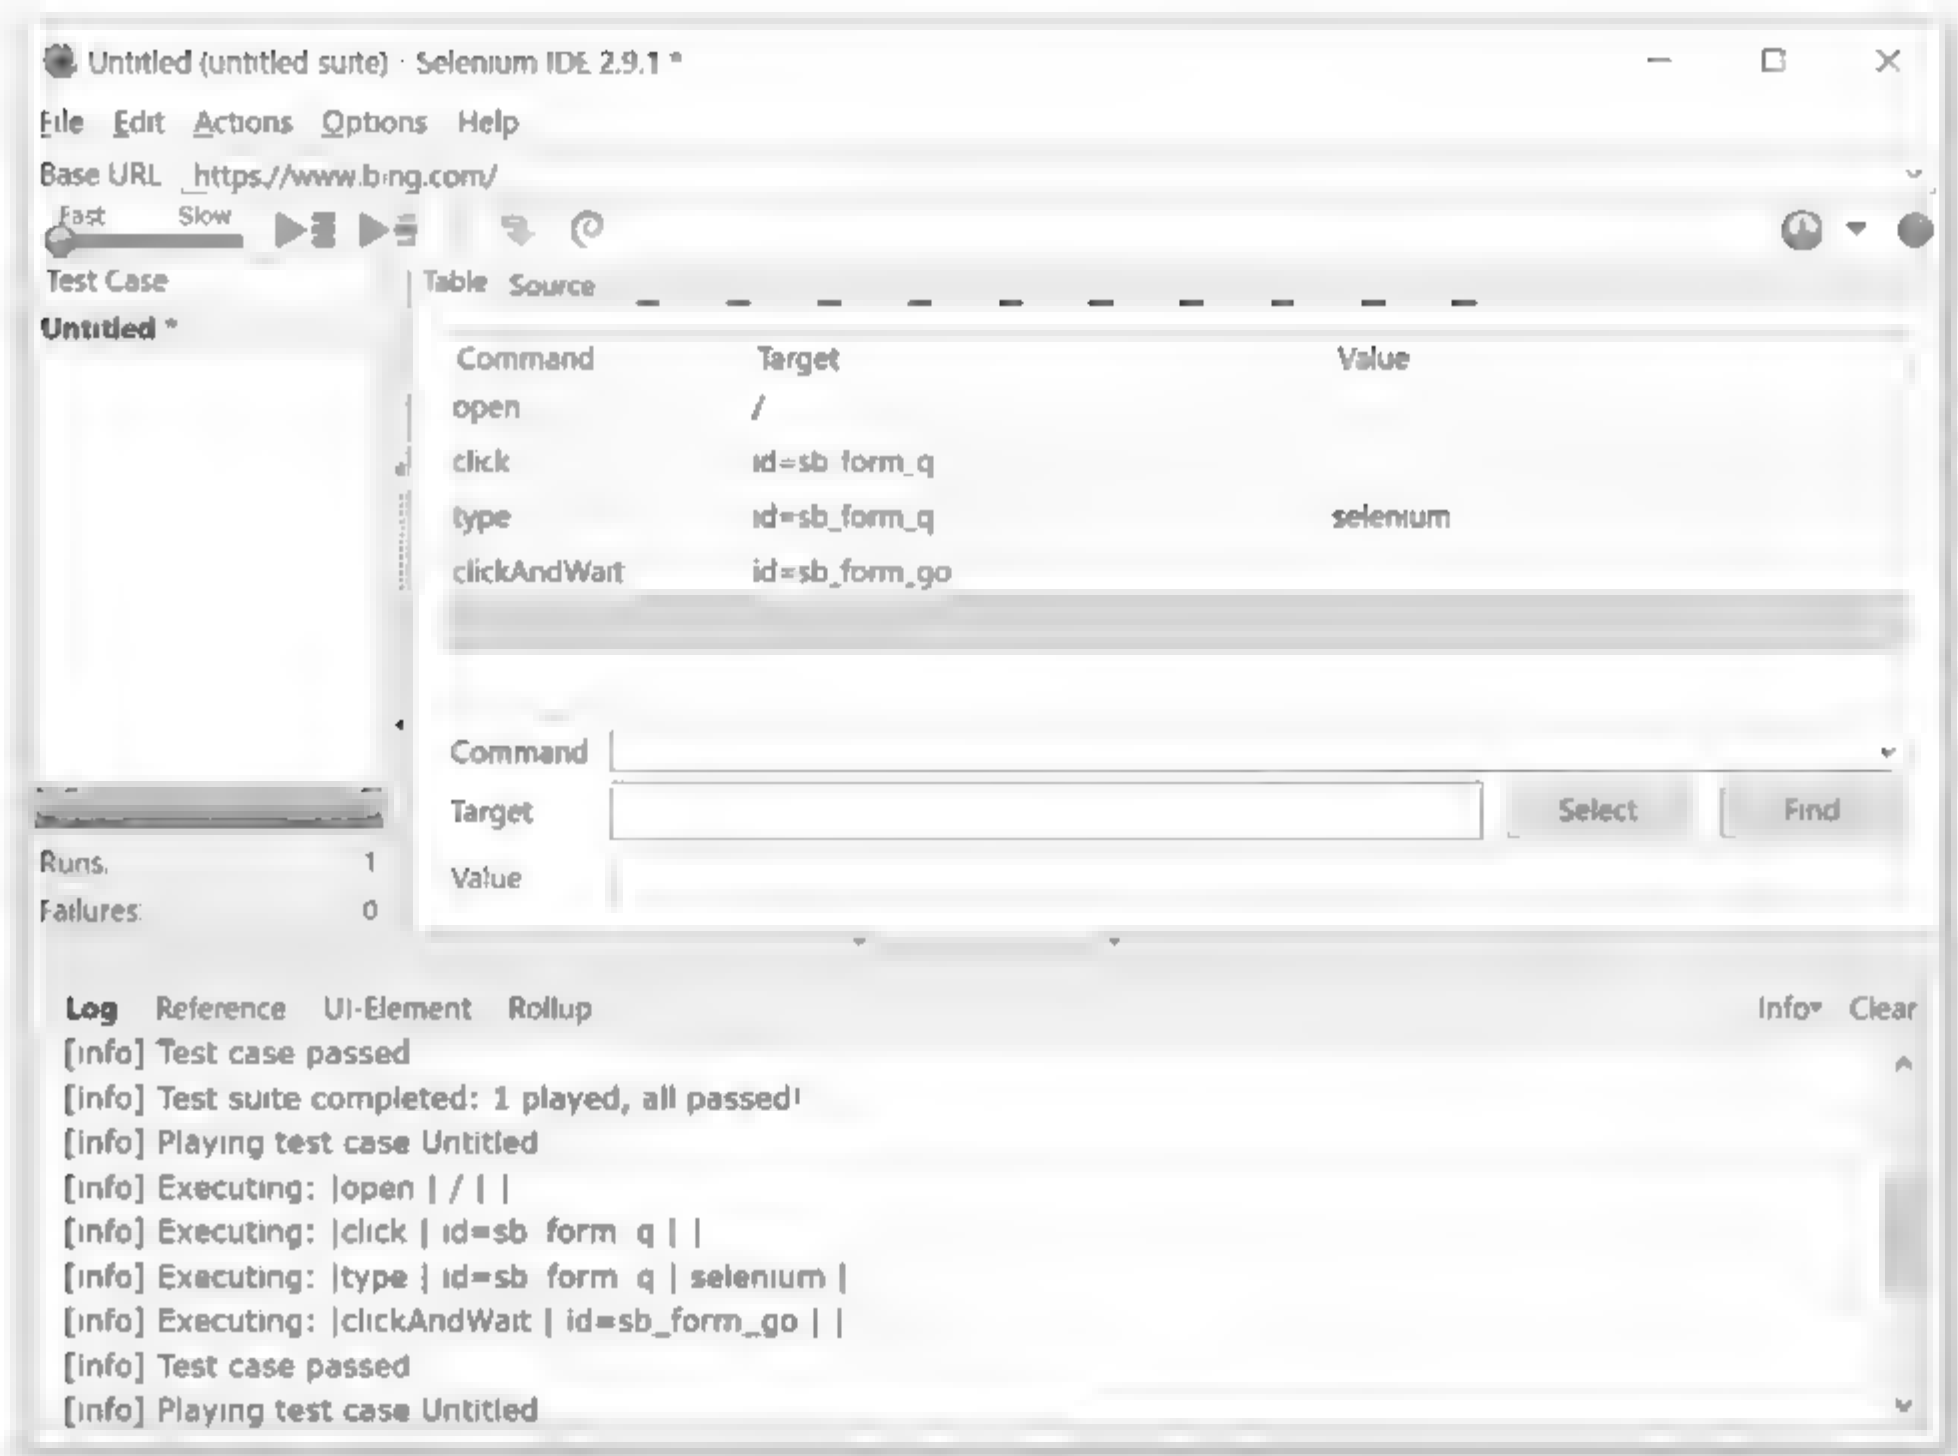 Untitled (untitled suite) - Selenium IDE 2.9.1 *
File Edit Actions Options Help
Base URL https://www.bing.com/
Fast Slow
Test Case
Untitled *
Table Source
Command Target Value
open /
click id=sb_form_q
type id=sb_form_q selenium
clickAndWait id=sb_form_go
Command
Target Select Find
Value
Runs: 1
Failures: 0
Log Reference UI-Element Rollup Info Clear
[info] Test case passed
[info] Test suite completed: 1 played, all passed!
[info] Playing test case Untitled
[info] Executing: |open | / | |
[info] Executing: |click | id=sb_form_q | |
[info] Executing: |type | id=sb_form_q | selenium |
[info] Executing: |clickAndWait | id=sb_form_go | |
[info] Test case passed
[info] Playing test case Untitled